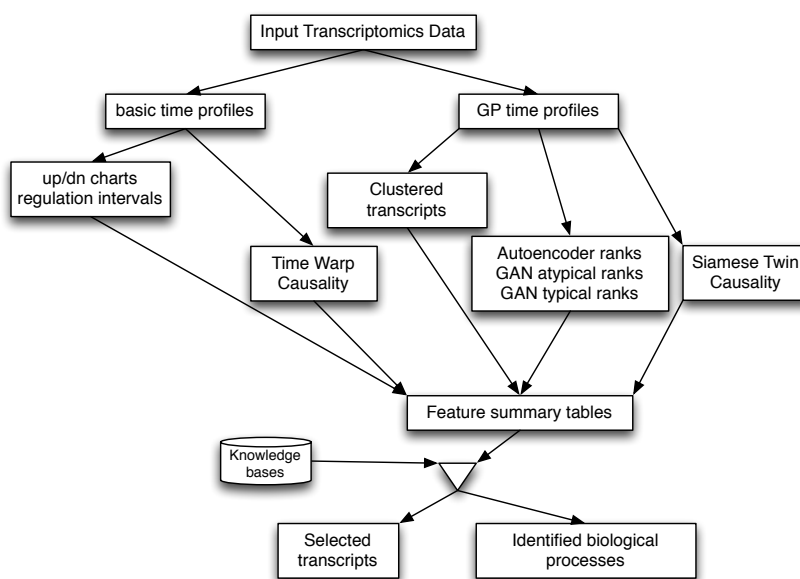 Input Transcriptomics Data
basic time profiles
GP time profiles
up/dn charts
regulation intervals
Clustered
transcripts
Time Warp
Causality
Autoencoder ranks
GAN atypical ranks
GAN typical ranks
Siamese Twin
Causality
Feature summary tables
Knowledge
bases
Selected
transcripts
Identified biological
processes